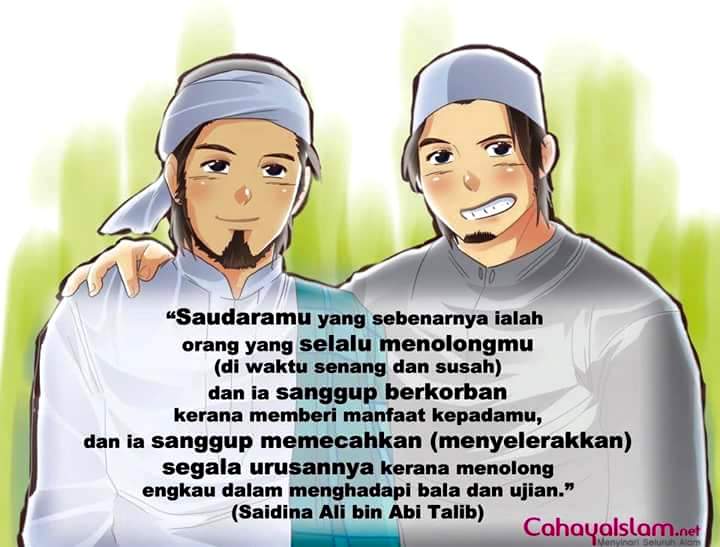 “Saudaramu yang sebenarnya ialah
orang yang selalu menolongmu
(di waktu senang dan susah)
dan ia sanggup berkorban
kerana memberi manfaat kepadamu,
dan ia sanggup memecahkan (menyelerakkan)
segala urusannya kerana menolong
engkau dalam menghadapi bala dan ujian.”
(Saidina Ali bin Abi Talib)
CahayaIslam.net
Menyinari Seluruh Alam